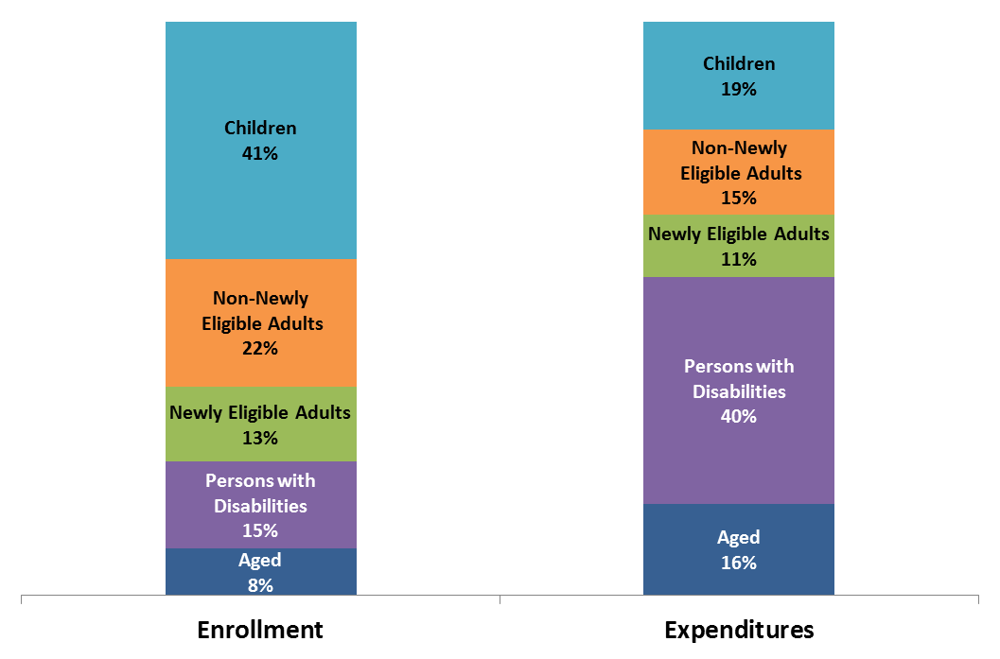 Children
41%
Non-Newly
Eligible Adults
22%
Newly Eligible Adults
13%
Persons with
Disabilities
15%
Aged
8%
Enrollment
Children
19%
Non-Newly
Eligible Adults
15%
Newly Eligible Adults
11%
Persons with
Disabilities
40%
Aged
16%
Expenditures